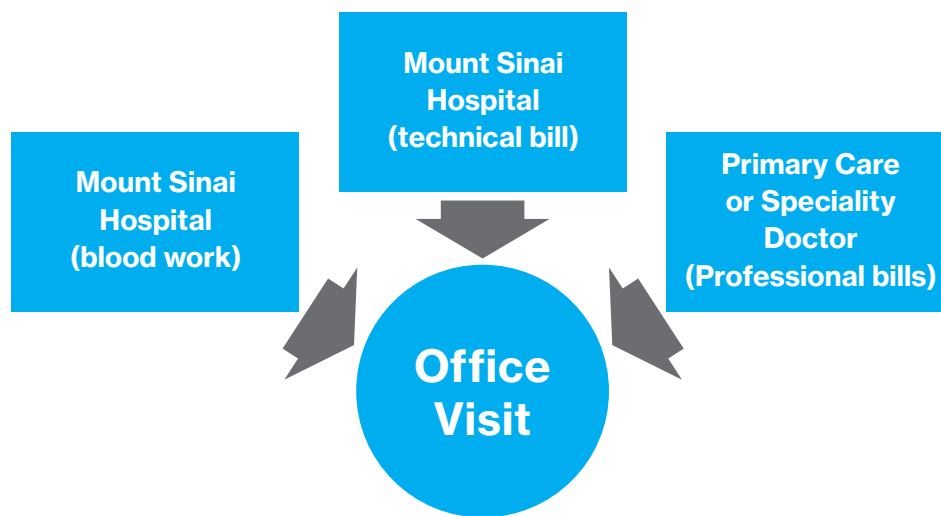 Mount Sinai
Hospital
(technical bill)
Mount Sinai
Hospital
(blood work)
Primary Care
or Speciality
Doctor
(Professional bills)
Office
Visit